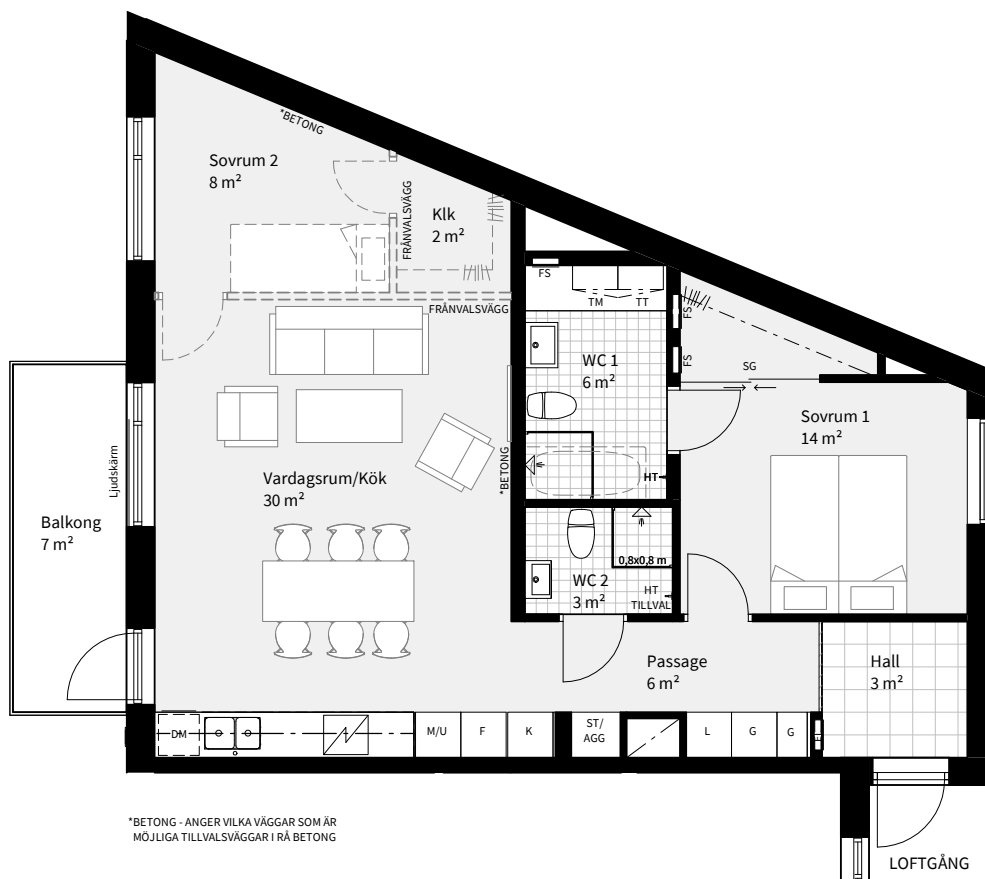 *BETONG
Sovrum 2
8 m²
FRÅNVALSVÄGG
Klk
2 m²
FRÅNVALSVÄGG
FS
TM
TT
FS
FS
WC 1
6 m²
SG
Sovrum 1
14 m²
Ljudskärm
Vardagsrum/Kök
30 m²
*BETONG
HT
Balkong
7 m²
0,8x0,8 m
WC 2
3 m²
HT
TILLVAL
Passage
6 m²
Hall
3 m²
DM
M/U
F
K
ST/
AGG
L
G
G
*BETONG - ANGER VILKA VÄGGAR SOM ÄR
MÖJLIGA TILLVALSVÄGGAR I RÅ BETONG
LOFTGÅNG